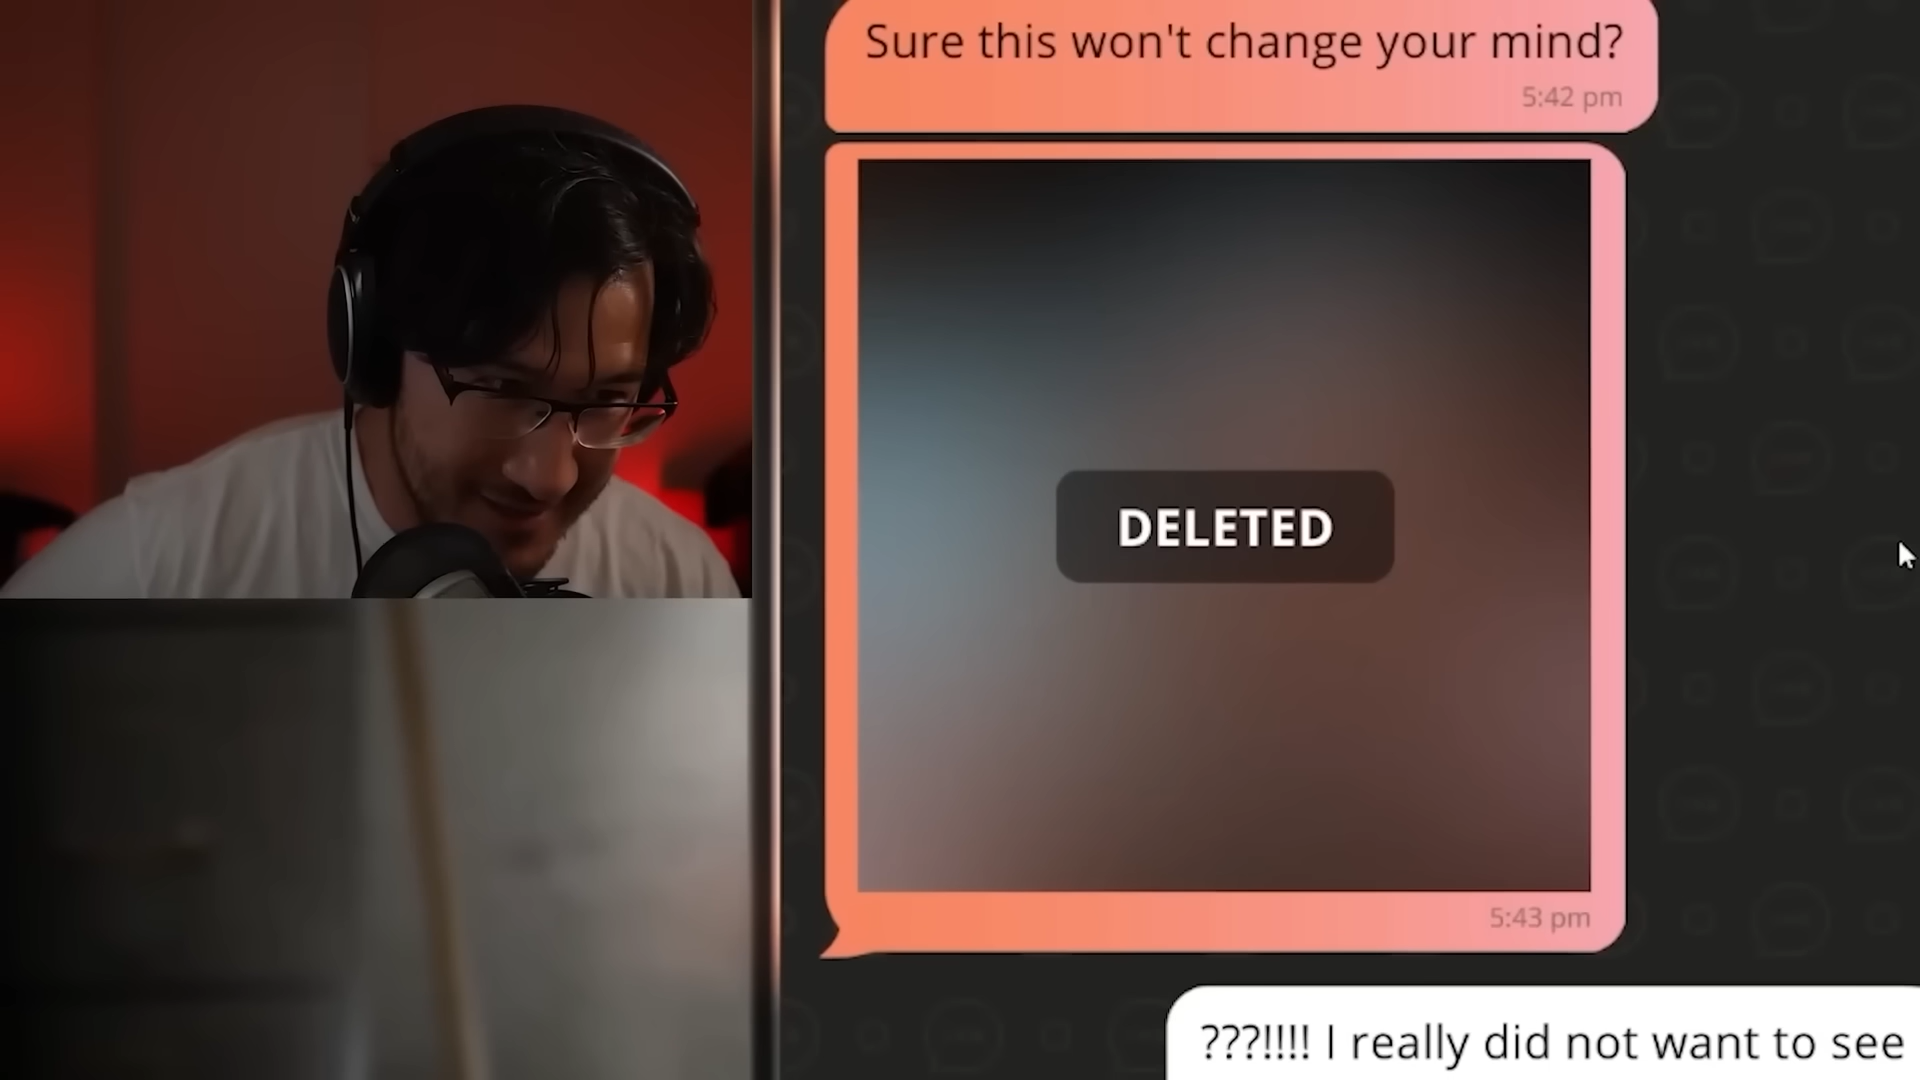 Sure this won't change your mind?
5:42 pm
DELETED
5:43 pm
???!!!! I really did not want to see